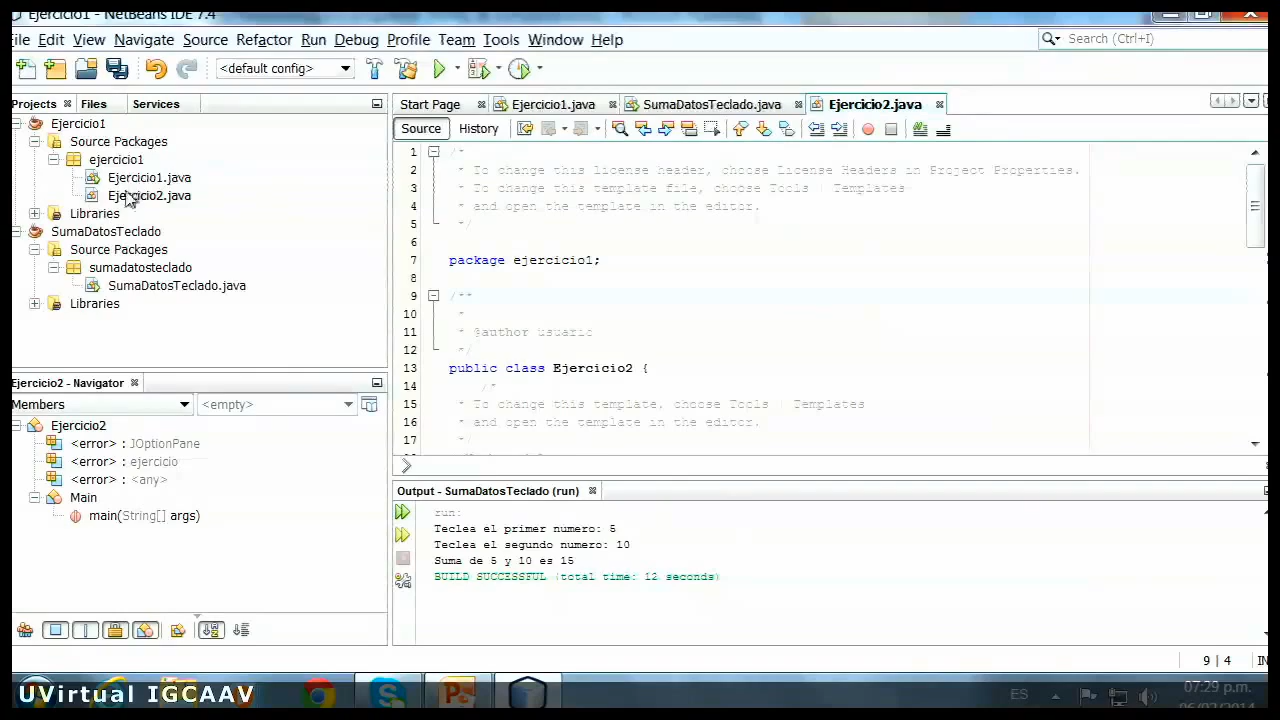 Ejercicio1 - NetBeans IDE 7.4
ile Edit View Navigate Source Refactor Run Debug Profile Team Tools Window Help
Search (Ctrl+I)
<default config>
Projects Files Services
Start Page Ejercicio1.java SumaDatosTeclado.java Ejercicio2.java
Source History
Ejercicio1
Source Packages
ejercicio1
Ejercicio1.java
Ejercicio2.java
Libraries
SumaDatosTeclado
Source Packages
sumadatosteclado
SumaDatosTeclado.java
Libraries
1 /*
2 * To change this license header, choose License Headers in Project Properties.
3 * To change this template file, choose Tools | Templates
4 * and open the template in the editor.
5 */
6
7 package ejercicio1;
8
9 /**
10 *
11 * @author usuario
12 */
13 public class Ejercicio2 {
14 /*
15 * To change this template, choose Tools | Templates
16 * and open the template in the editor.
17 */
Ejercicio2 - Navigator
Members <empty>
Ejercicio2
<error> : JOptionPane
<error> : ejercicio
<error> : <any>
Main
main(String[] args)
Output - SumaDatosTeclado (run)
run:
Teclea el primer numero: 5
Teclea el segundo numero: 10
Suma de 5 y 10 es 15
BUILD SUCCESSFUL (total time: 12 seconds)
9 | 4 IN
UVirtual IGCAAV
ES
07:29 p.m.